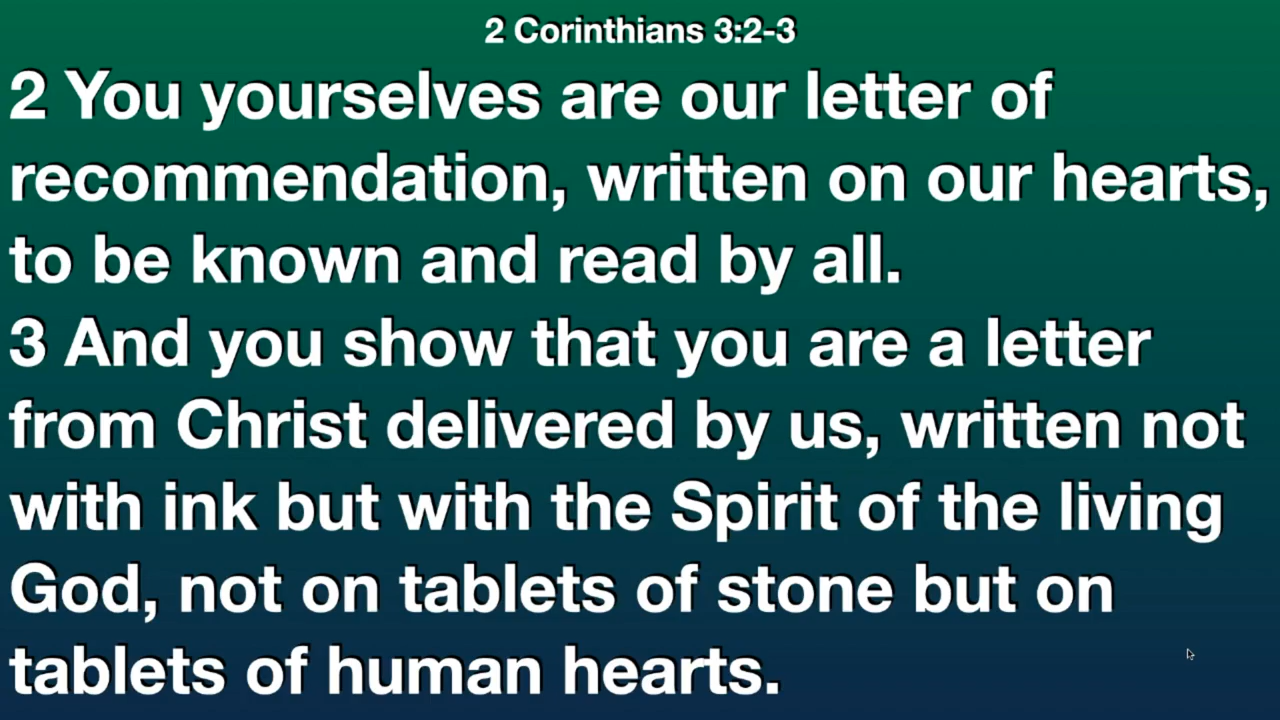 2 Corinthians 3:2-3
2 You yourselves are our letter of
recommendation, written on our hearts,
to be known and read by all.
3 And you show that you are a letter
from Christ delivered by us, written not
with ink but with the Spirit of the living
God, not on tablets of stone but on
tablets of human hearts.